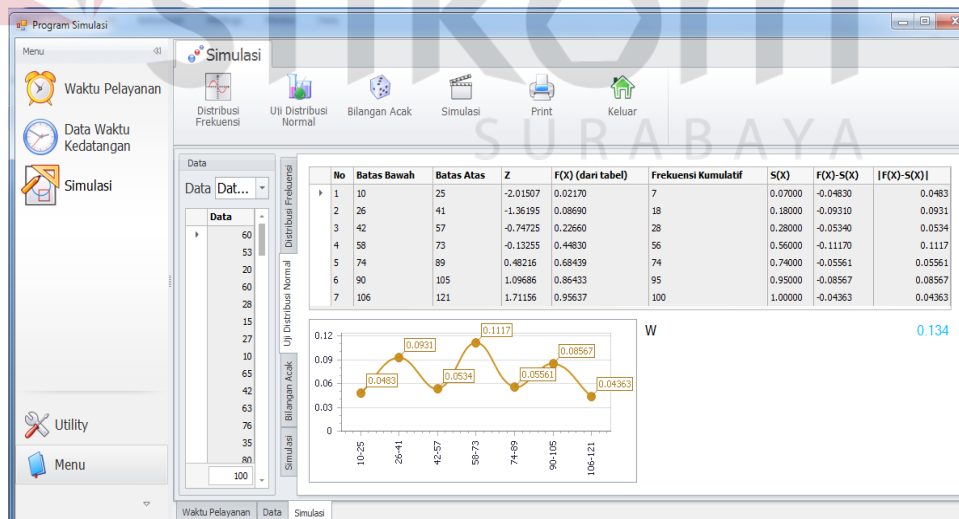 Program Simulasi
Menu
Waktu Pelayanan
Data Waktu
Kedatangan
Simulasi
Utility
Menu
Simulasi
Distribusi
Frekuensi
Uji Distribusi
Normal
Bilangan Acak
Simulasi
Print
Keluar
SURABAYA
Data
Data Dat...
Data
60
53
20
60
28
15
27
10
65
42
63
76
35
80
100
Distribusi Frekuensi
Uji Distribusi Normal
Bilangan Acak
Simulasi
No Batas Bawah Batas Atas Z F(X) (dari tabel) Frekuensi Kumulatif S(X) F(X)-S(X) |F(X)-S(X)|
1 10 25 -2.01507 0.02170 7 0.07000 -0.04830 0.0483
2 26 41 -1.36195 0.08690 18 0.18000 -0.09310 0.0931
3 42 57 -0.74725 0.22660 28 0.28000 -0.05340 0.0534
4 58 73 -0.13255 0.44830 56 0.56000 -0.11170 0.1117
5 74 89 0.48216 0.68439 74 0.74000 -0.05561 0.05561
6 90 105 1.09686 0.86433 95 0.95000 -0.08567 0.08567
7 106 121 1.71156 0.95637 100 1.00000 -0.04363 0.04363
W 0.134
0.12
0.09
0.06
0.03
0
0.0483
0.0931
0.0534
0.1117
0.05561
0.08567
0.04363
10-25
26-41
42-57
58-73
74-89
90-105
106-121
Waktu Pelayanan Data Simulasi